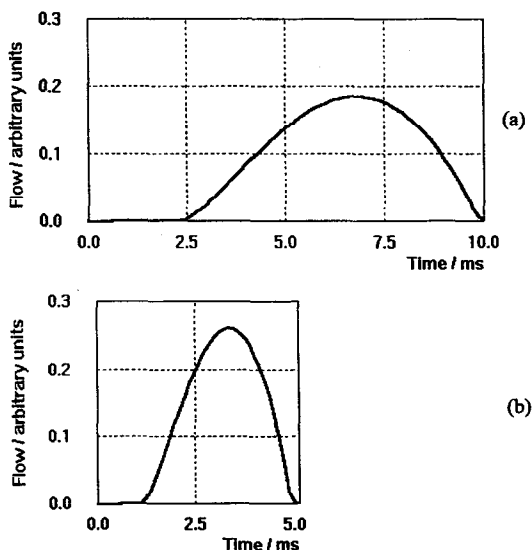 0.3
0.2
0.1
0.0
Flow / arbitrary units
0.0 2.5 5.0 7.5 10.0
Time / ms
(a)
0.3
0.2
0.1
0.0
Flow / arbitrary units
0.0 2.5 5.0
Time / ms
(b)